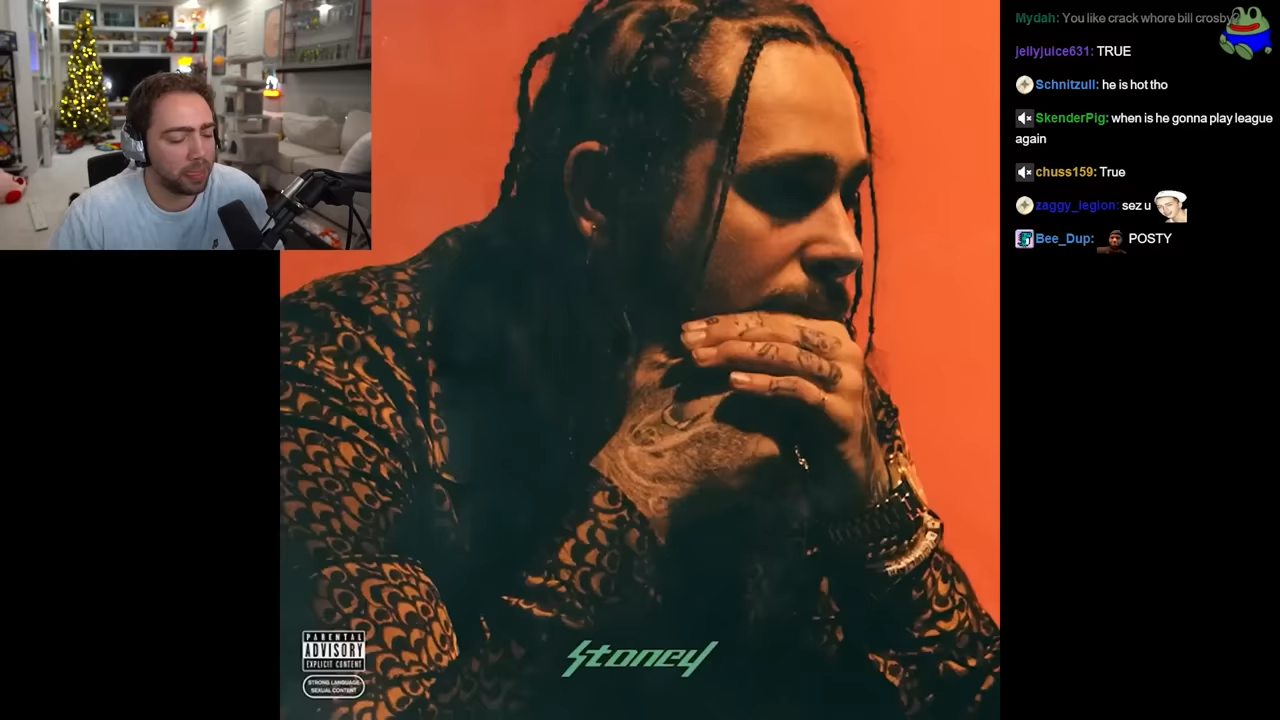 Mydah: You like crack whore bill crosby?
jellyjuice631: TRUE
Schnitzull: he is hot tho
SkenderPig: when is he gonna play league
again
chuss159: True
zaggy_legion: sez u
Bee_Dup: POSTY
PARENTAL
ADVISORY
EXPLICIT CONTENT
STRONG LANGUAGE
SEXUAL CONTENT
Stoney